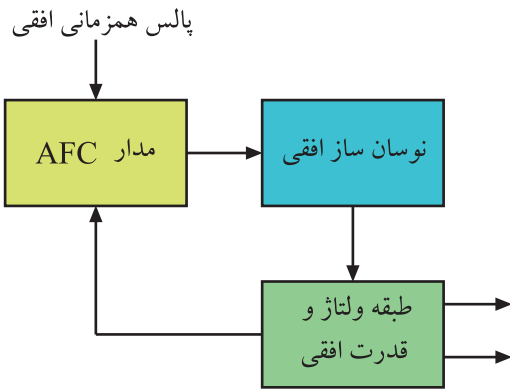 پالس همزمانی افقی
مدار AFC
نوسان ساز افقی
طبقه ولتاژ و
قدرت افقی